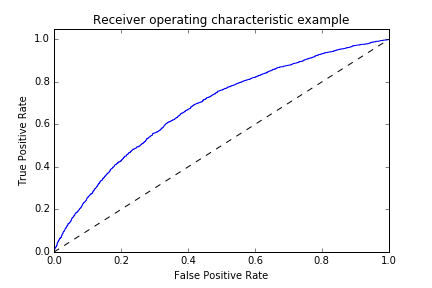 Receiver operating characteristic example
1.0
0.8
0.6
0.4
0.2
0.0
True Positive Rate
0.0 0.2 0.4 0.6 0.8 1.0
False Positive Rate